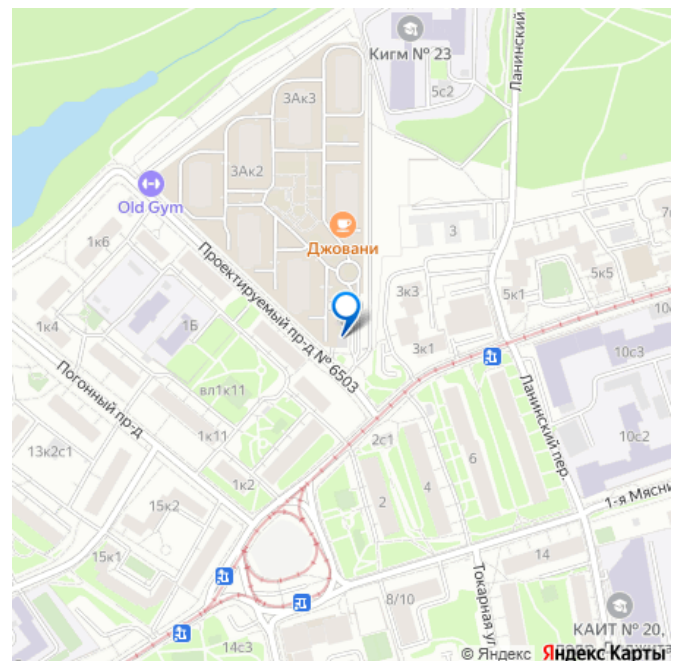 Кигм № 23
5с2
Ланинский
3Ак3
3Ак2
Old Gym
Джовани
3
1к6
Проектируемый пр-д № 6503
3к3
5к1
5к5
1Б
3к1
1к4
вл1к11
10с3
Погонный пр-д
Ланинский пер.
1к11
2с1
10с2
13к2с1
6
1к2
4
2
15к2
1-я Мясни
15к1
14
8/10
Токарная ул
14с3
КАИТ № 20,
© Яндекс Яндекс Карты